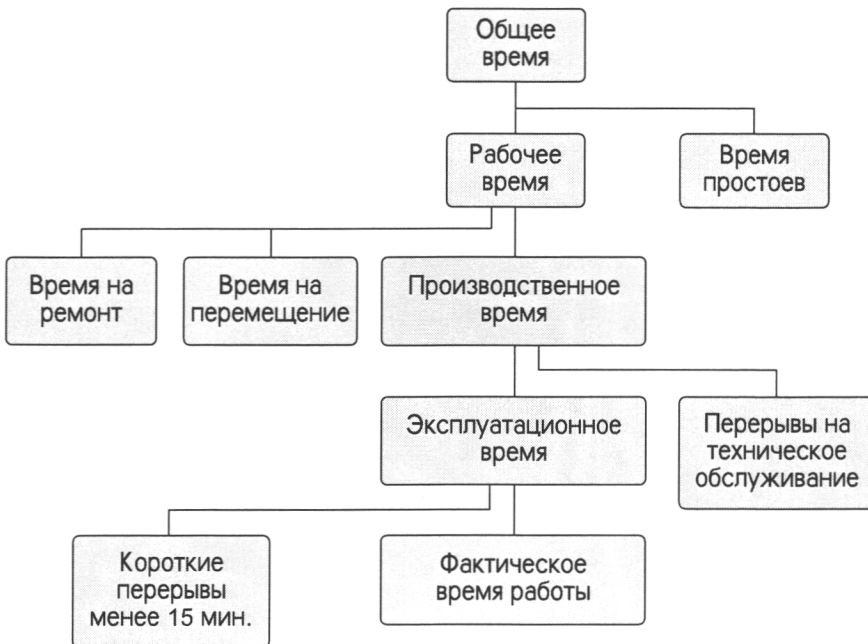 Общее
время
Рабочее
время
Время
простоев
Время на
ремонт
Время на
перемещение
Производственное
время
Эксплуатационное
время
Перерывы на
техническое
обслуживание
Короткие
перерывы
менее 15 мин.
Фактическое
время работы